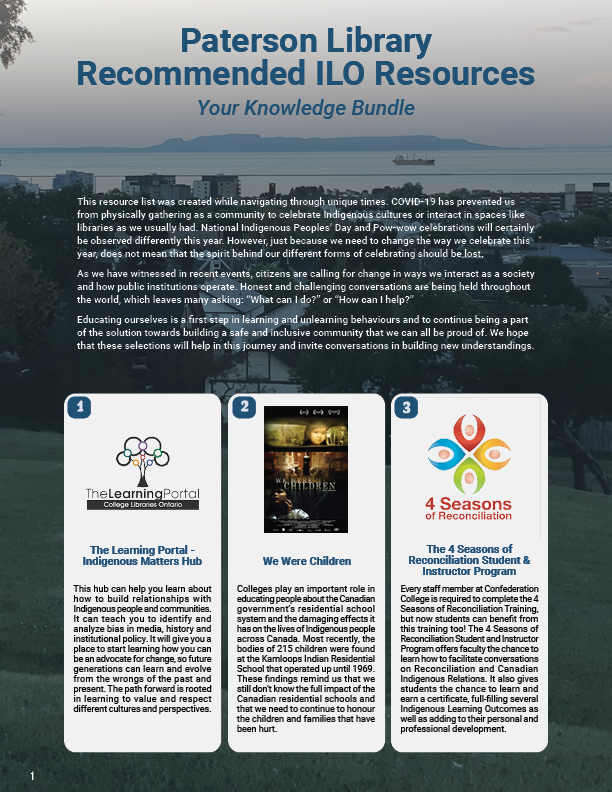 Paterson Library
Recommended ILO Resources
Your Knowledge Bundle
This resource list was created while navigating through unique times. COVID-19 has prevented us
from physically gathering as a community to celebrate Indigenous cultures or interact in spaces like
libraries as we usually had. National Indigenous Peoples' Day and Pow-wow celebrations will certainly
be observed differently this year. However, just because we need to change the way we celebrate this
year, does not mean that the spirit behind our different forms of celebrating should be lost.
As we have witnessed in recent events, citizens are calling for change in ways we interact as a society
and how public institutions operate. Honest and challenging conversations are being held throughout
the world, which leaves many asking: "What can I do?" or "How can I help?"
Educating ourselves is a first step in learning and unlearning behaviours and to continue being a part
of the solution towards building a safe and inclusive community that we can all be proud of. We hope
that these selections will help in this journey and invite conversations in building new understandings.
1
TheLearningPortal
College Libraries Ontario
The Learning Portal -
Indigenous Matters Hub
This hub can help you learn about
how to build relationships with
Indigenous people and communities.
It can teach you to identify and
analyze bias in media, history and
institutional policy. It will give you a
place to start learning how you can
be an advocate for change, so future
generations can learn and evolve
from the wrongs of the past and
present. The path forward is rooted
in learning to value and respect
different cultures and perspectives.
2
WE WERE
CHILDREN
We Were Children
Colleges play an important role in
educating people about the Canadian
government's residential school
system and the damaging effects it
has on the lives of Indigenous people
across Canada. Most recently, the
bodies of 215 children were found
at the Kamloops Indian Residential
School that operated up until 1969.
These findings remind us that we
still don't know the full impact of the
Canadian residential schools and
that we need to continue to honour
the children and families that have
been hurt.
3
4 Seasons
of Reconciliation
The 4 Seasons of
Reconciliation Student &
Instructor Program
Every staff member at Confederation
College is required to complete the 4
Seasons of Reconciliation Training,
but now students can benefit from
this training too! The 4 Seasons of
Reconciliation Student and Instructor
Program offers faculty the chance to
learn how to facilitate conversations
on Reconciliation and Canadian
Indigenous Relations. It also gives
students the chance to learn and
earn a certificate, full-filling several
Indigenous Learning Outcomes as
well as adding to their personal and
professional development.
1